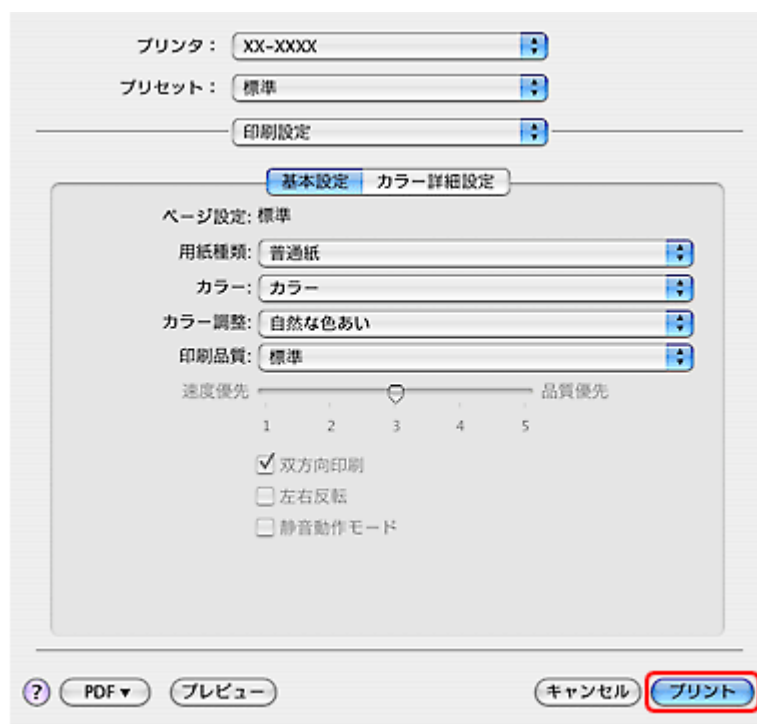 プリンタ： XX-XXXX
プリセット： 標準
印刷設定
基本設定 カラー詳細設定
ページ設定: 標準
用紙種類: 普通紙
カラー: カラー
カラー調整: 自然な色あい
印刷品質: 標準
速度優先 品質優先
1 2 3 4 5
双方向印刷
左右反転
静音動作モード
? PDF▼ プレビュー キャンセル プリント